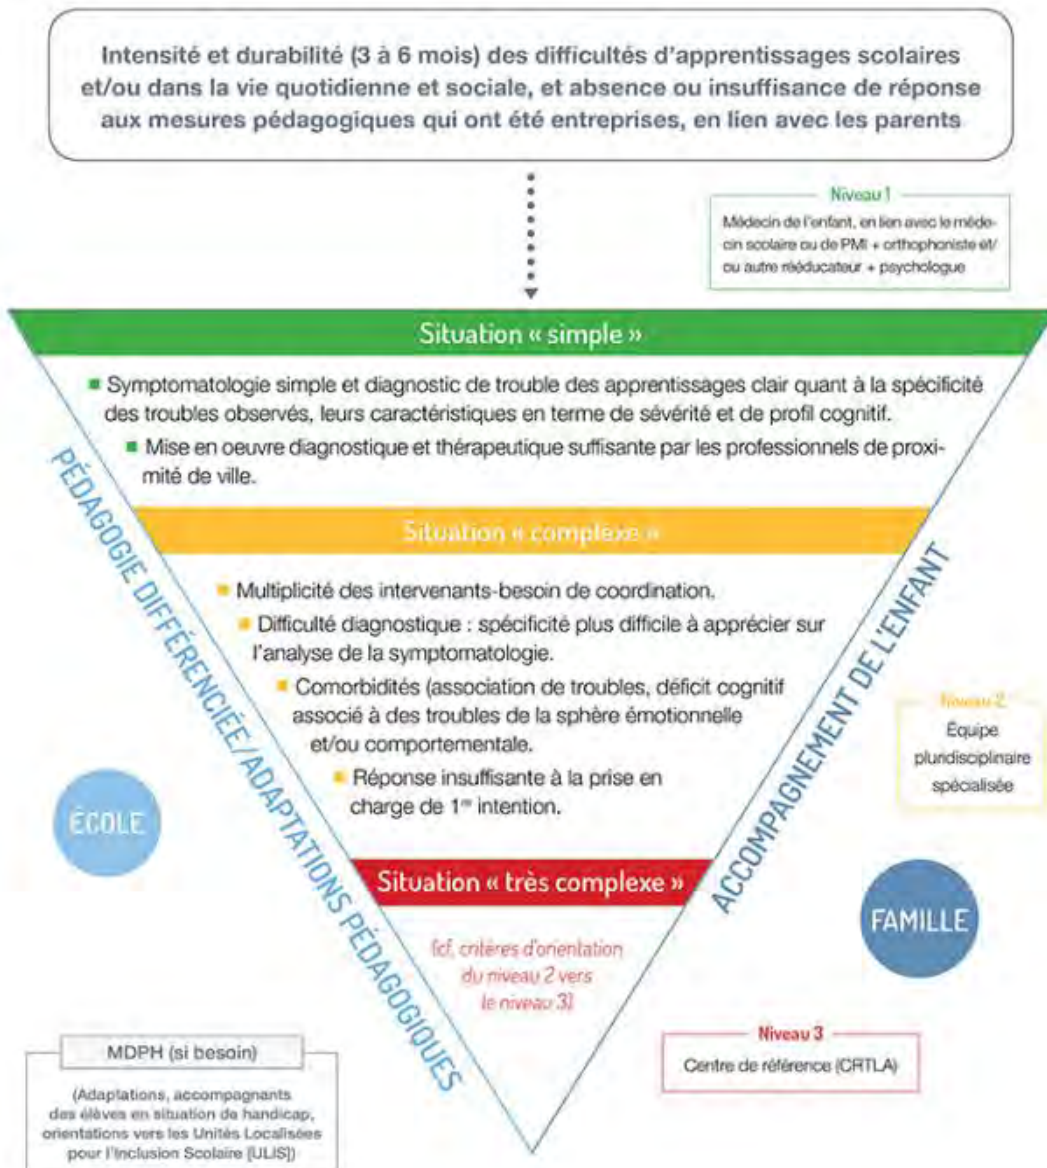 Intensité et durabilité (3 à 6 mois) des difficultés d'apprentissages scolaires
et/ou dans la vie quotidienne et sociale, et absence ou insuffisance de réponse
aux mesures pédagogiques qui ont été entreprises, en lien avec les parents
Niveau 1
Médecin de l'enfant, en lien avec le méde-
cin scolaire ou de PMI + orthophoniste et/
ou autre rééducateur + psychologue
Situation « simple »
■ Symptomatologie simple et diagnostic de trouble des apprentissages clair quant à la spécificité
des troubles observés, leurs caractéristiques en terme de sévérité et de profil cognitif.
■ Mise en oeuvre diagnostique et thérapeutique suffisante par les professionnels de proxi-
mité de ville.
PÉDAGOGIE DIFFÉRENCIÉE/ADAPTATIONS PÉDAGOGIQUES
Situation « complexe »
■ Multiplicité des intervenants-besoin de coordination.
■ Difficulté diagnostique : spécificité plus difficile à apprécier sur
l'analyse de la symptomatologie.
■ Comorbidités (association de troubles, déficit cognitif
associé à des troubles de la sphère émotionnelle
et/ou comportementale.
■ Réponse insuffisante à la prise en
charge de 1re intention.
ACCOMPAGNEMENT DE L'ENFANT
Niveau 2
Équipe
pluridisciplinaire
spécialisée
ÉCOLE
Situation « très complexe »
FAMILLE
(cf, critères d'orientation
du niveau 2 vers
le niveau 3)
Niveau 3
Centre de référence (CRTLA)
MDPH (si besoin)
(Adaptations, accompagnants
des élèves en situation de handicap,
orientations vers les Unités Localisées
pour l'Inclusion Scolaire [ULIS])